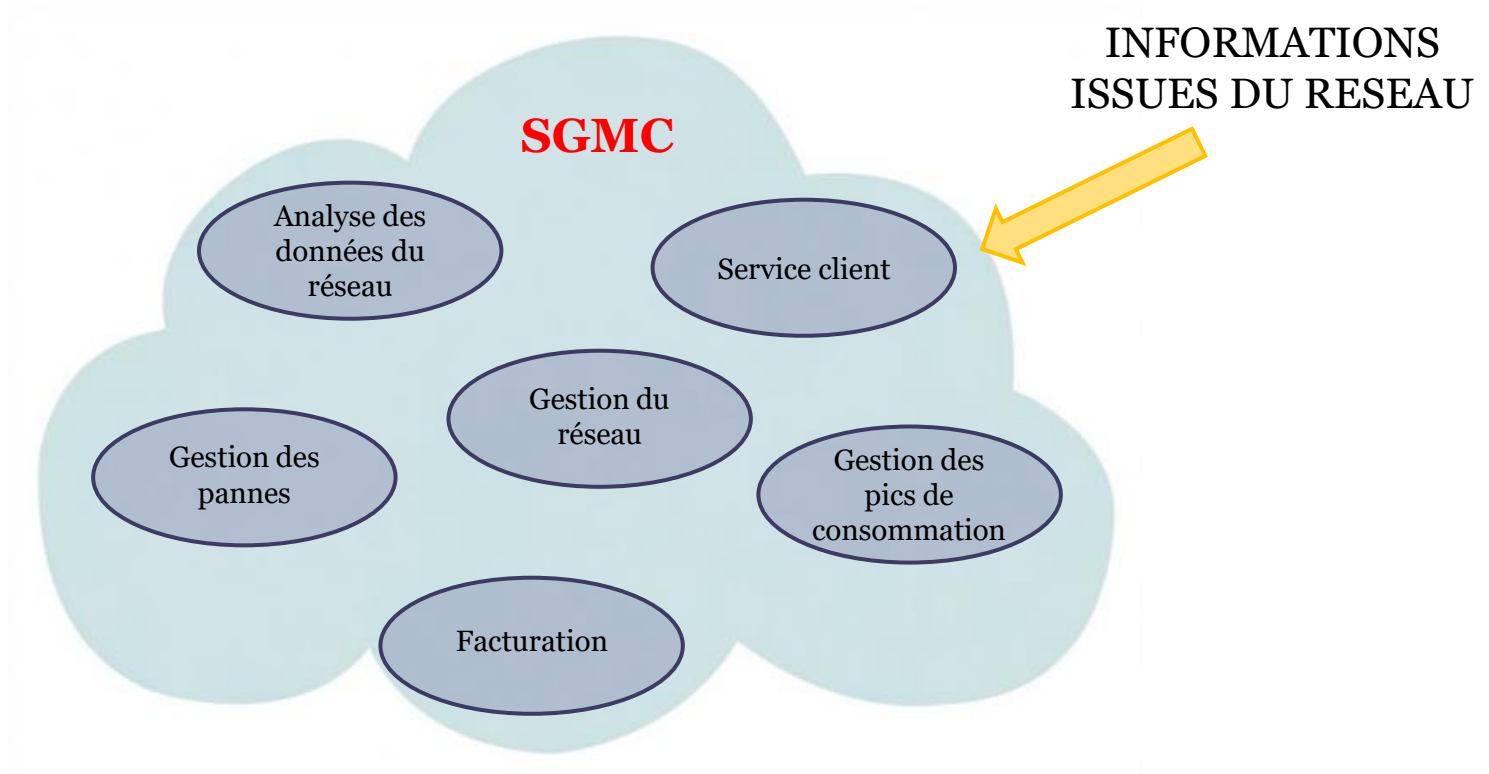 INFORMATIONS
ISSUES DU RESEAU
SGMC
Analyse des
données du
réseau
Service client
Gestion du
réseau
Gestion des
pannes
Gestion des
pics de
consommation
Facturation